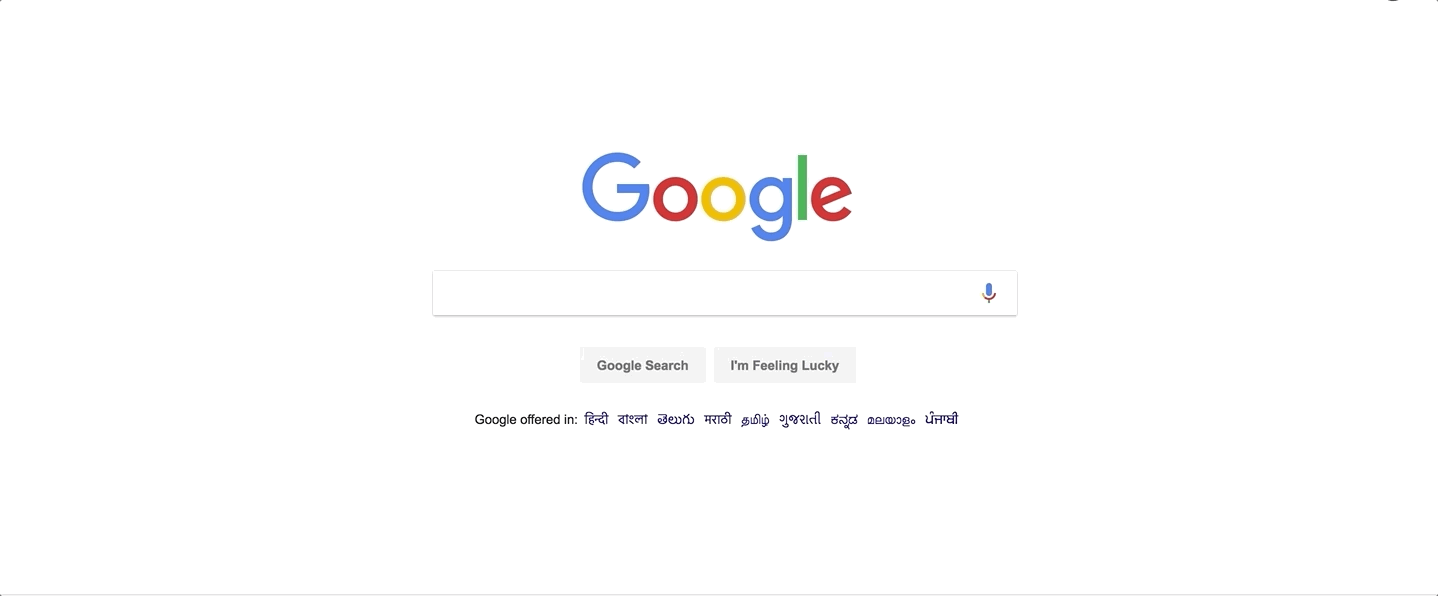 Google
Google Search I'm Feeling Lucky
Google offered in: हिन्दी বাংলা తెలుగు मराठी தமிழ் ગુજરાતી ಕನ್ನಡ മലയാളം ਪੰਜਾਬੀ